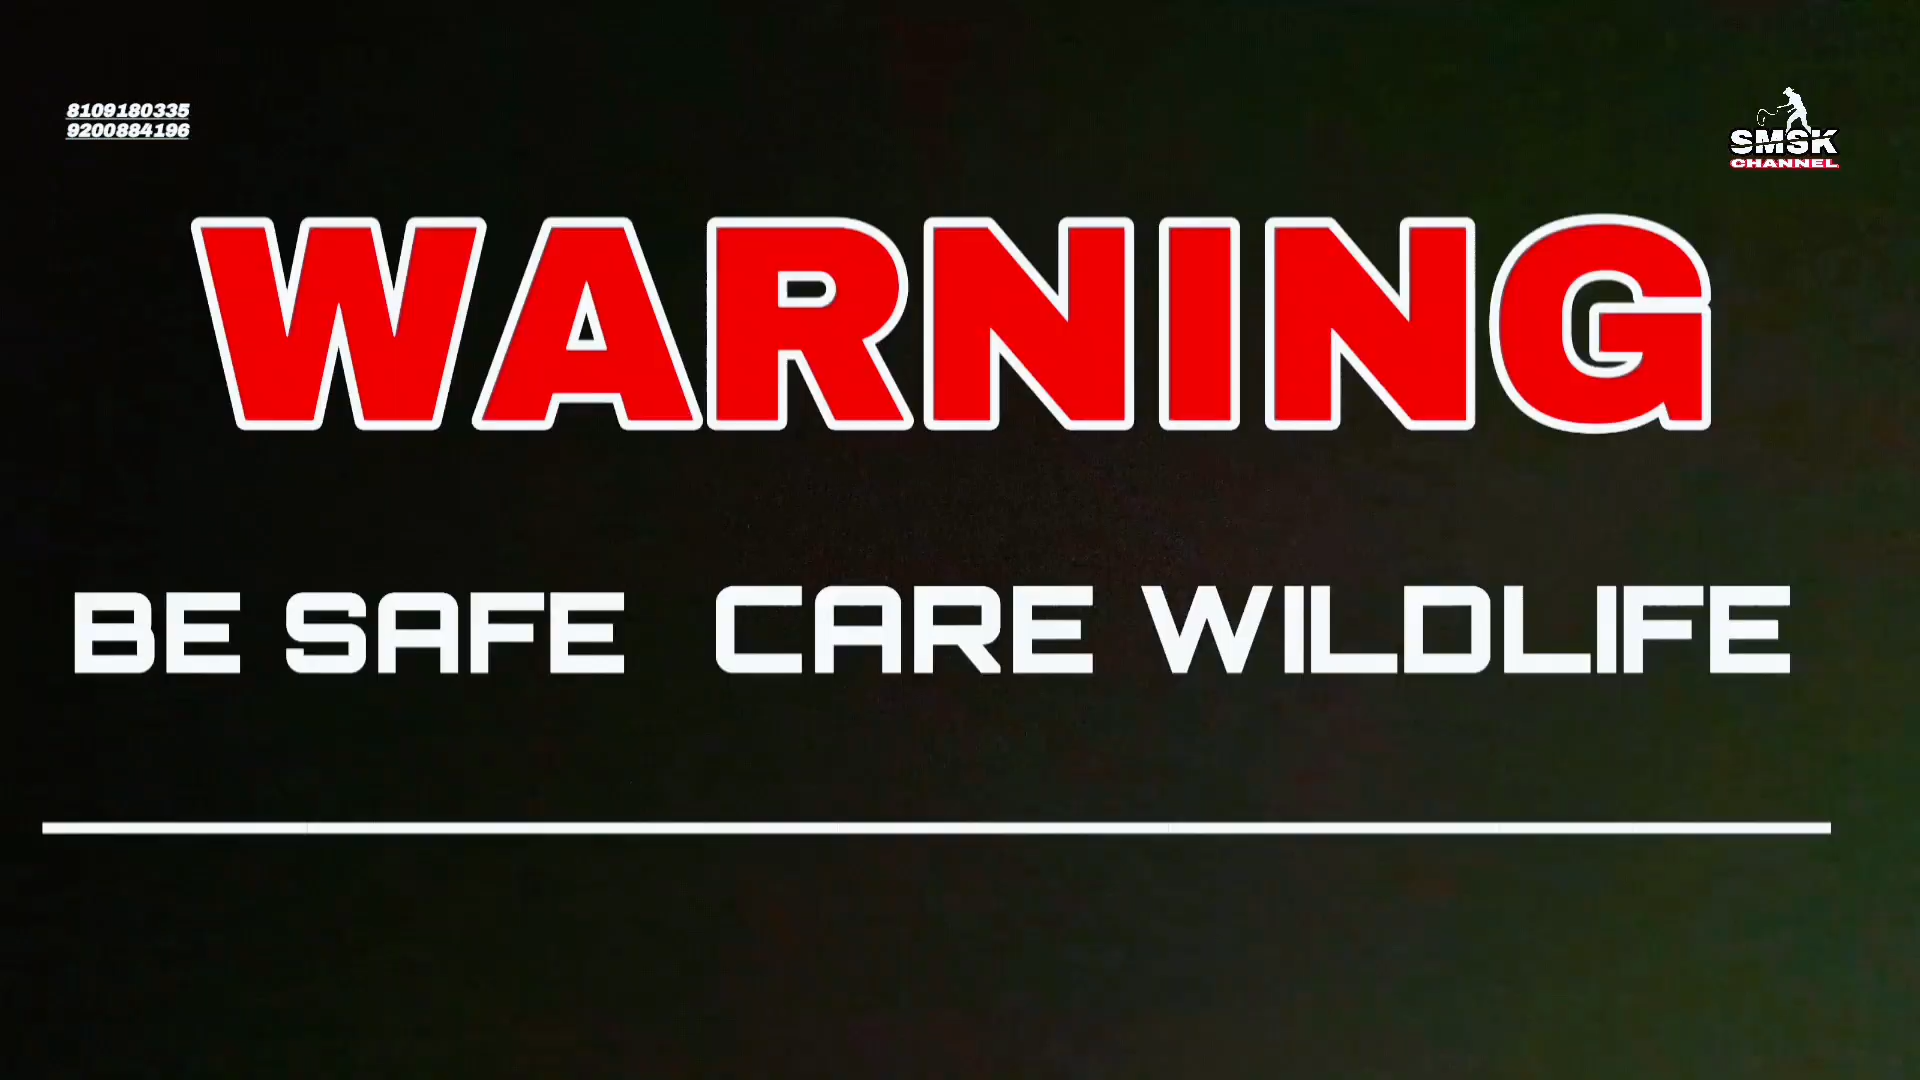 8109180335
9200884196
SMSK
CHANNEL
WARNING
BE SAFE CARE WILDLIFE